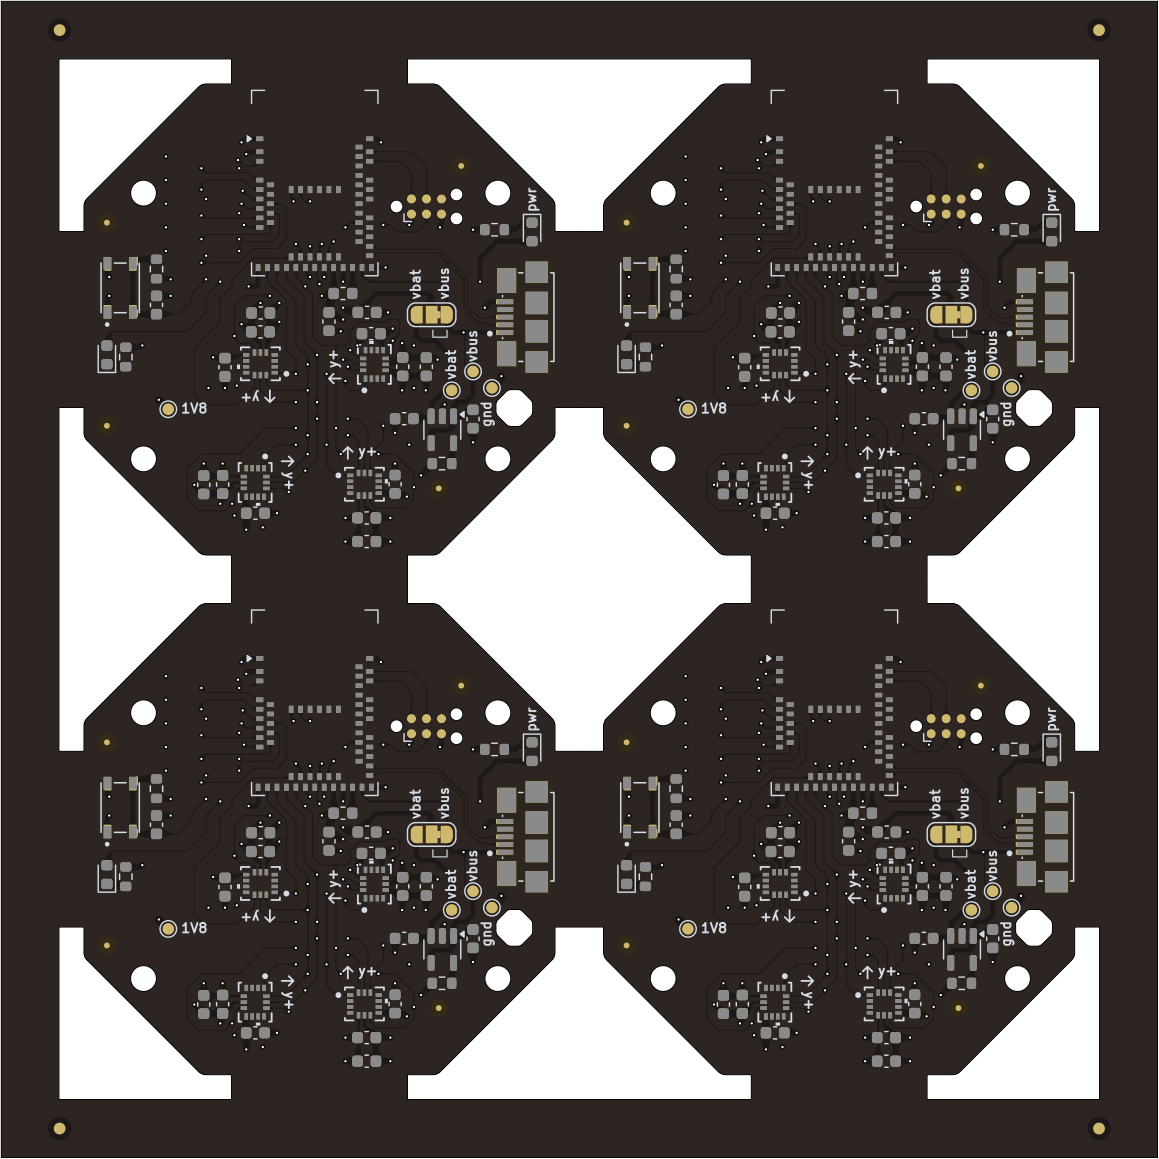 pwr
vbat
vbus
vbus
vbat
y+
y+
1V8
gnd
y+
y+
pwr
vbat
vbus
vbus
vbat
y+
y+
1V8
gnd
y+
y+
pwr
vbat
vbus
vbus
vbat
y+
y+
1V8
gnd
y+
y+
pwr
vbat
vbus
vbus
vbat
y+
y+
1V8
gnd
y+
y+